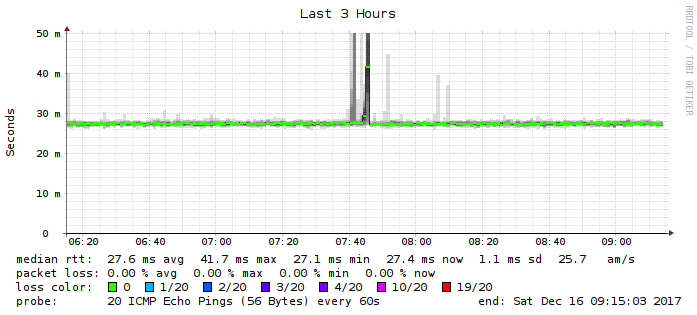 Last 3 Hours
RRDTOOL / TOBI OETIKER
Seconds
50 m
40 m
30 m
20 m
10 m
0
06:20 06:40 07:00 07:20 07:40 08:00 08:20 08:40 09:00
median rtt: 27.6 ms avg 41.7 ms max 27.1 ms min 27.4 ms now 1.1 ms sd 25.7 am/s
packet loss: 0.00 % avg 0.00 % max 0.00 % min 0.00 % now
loss color: 0 1/20 2/20 3/20 4/20 10/20 19/20
probe: 20 ICMP Echo Pings (56 Bytes) every 60s end: Sat Dec 16 09:15:03 2017